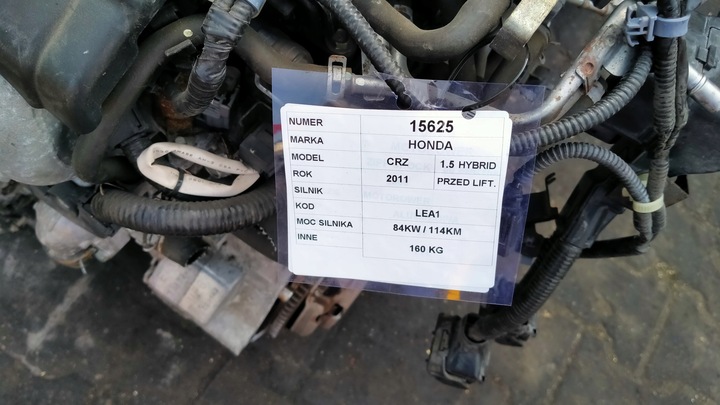 NUMER 15625
MARKA HONDA
MODEL CRZ 1.5 HYBRID
ROK 2011 PRZED LIFT.
SILNIK
KOD LEA1
MOC SILNIKA 84KW / 114KM
INNE 160 KG